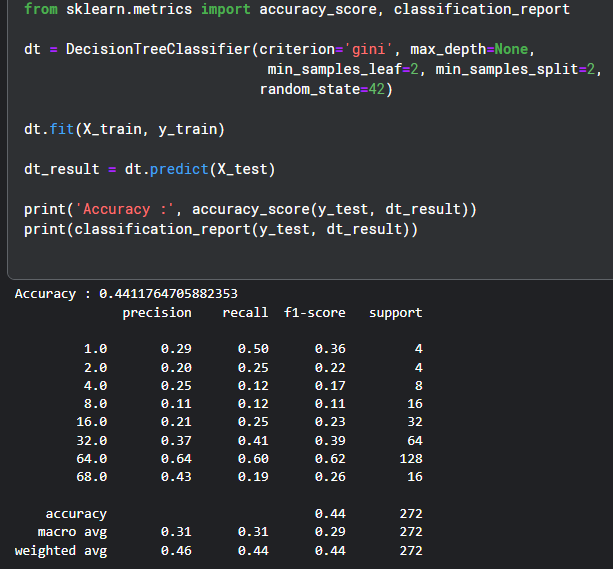 from sklearn.metrics import accuracy_score, classification_report
dt = DecisionTreeClassifier(criterion='gini', max_depth=None,
min_samples_leaf=2, min_samples_split=2,
random_state=42)
dt.fit(X_train, y_train)
dt_result = dt.predict(X_test)
print('Accuracy :', accuracy_score(y_test, dt_result))
print(classification_report(y_test, dt_result))
Accuracy : 0.4411764705882353
precision recall f1-score support
1.0 0.29 0.50 0.36 4
2.0 0.20 0.25 0.22 4
4.0 0.25 0.12 0.17 8
8.0 0.11 0.12 0.11 16
16.0 0.21 0.25 0.23 32
32.0 0.37 0.41 0.39 64
64.0 0.64 0.60 0.62 128
68.0 0.43 0.19 0.26 16
accuracy 0.44 272
macro avg 0.31 0.31 0.29 272
weighted avg 0.46 0.44 0.44 272